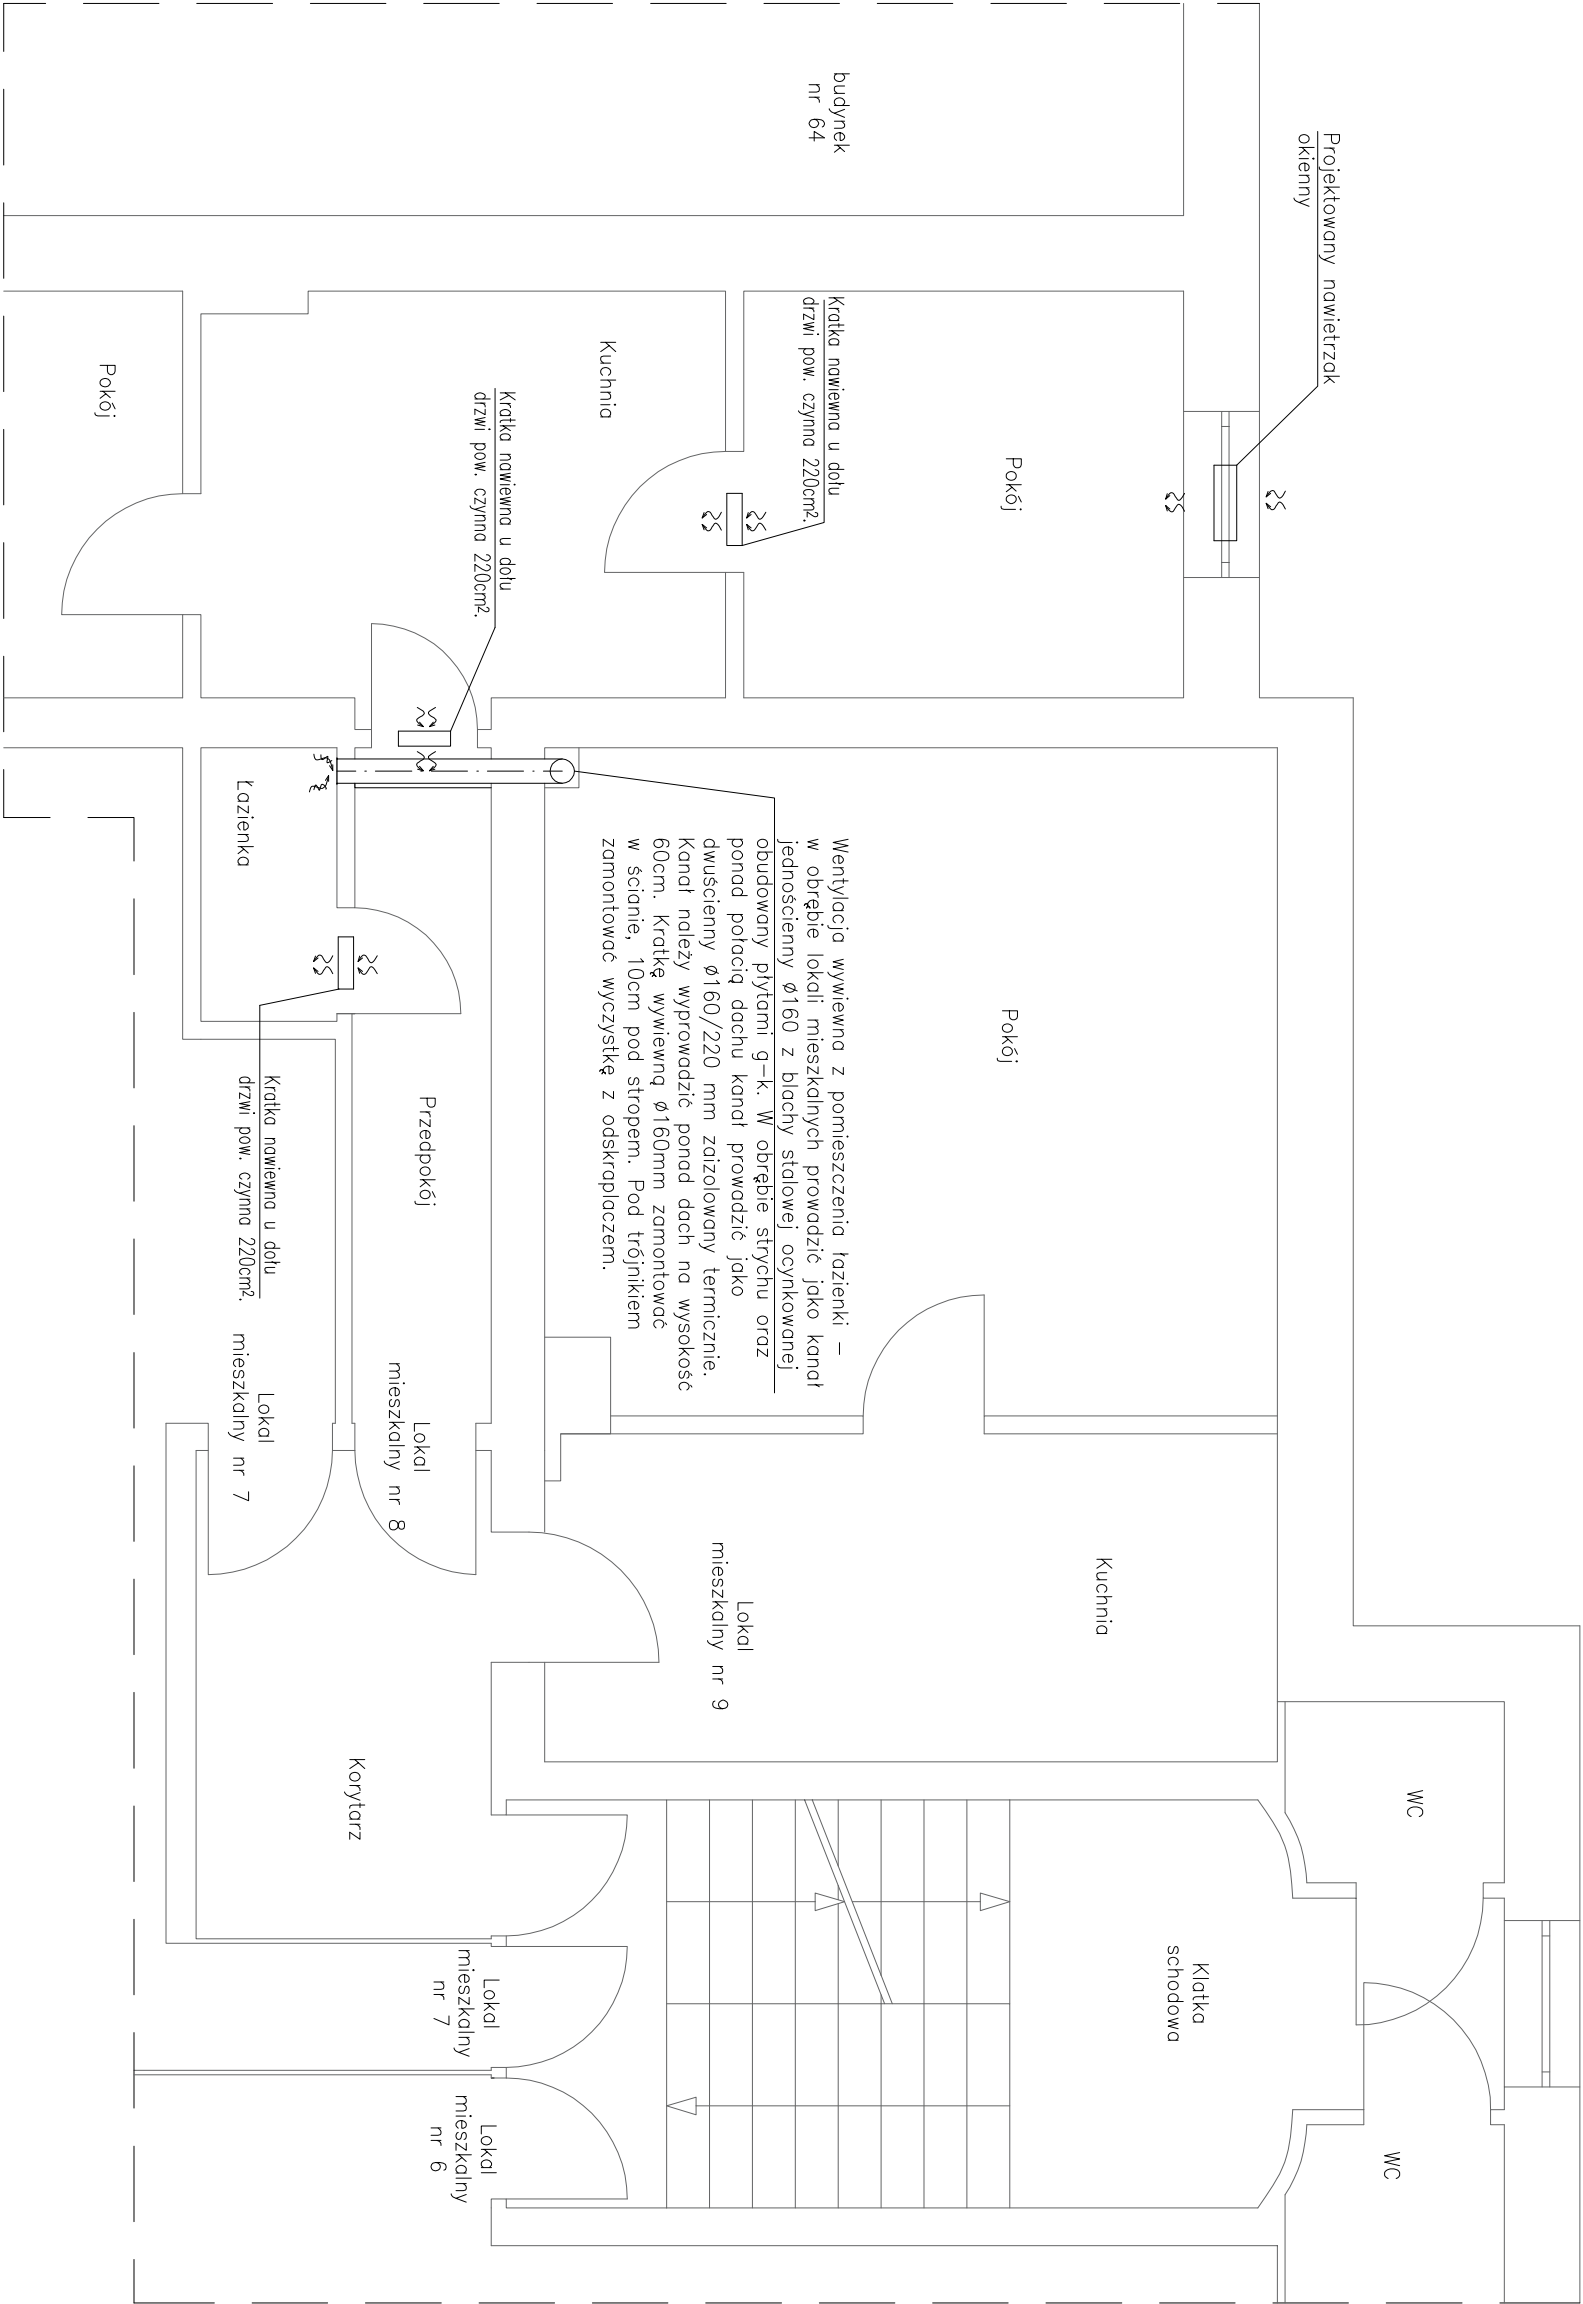 Projektowany nawietrzak
okienny
budynek
nr 64
Kratka nawiewna u dołu
drzwi pow. czynna 220cm².
Pokój
Kuchnia
Kratka nawiewna u dołu
drzwi pow. czynna 220cm².
Pokój
Pokój
Wentylacja wywiewna z pomieszczenia łazienki –
w obrębie lokali mieszkalnych prowadzić jako kanał
jednościenny ø160 z blachy stalowej ocynkowanej
obudowany płytami g-k. W obrębie strychu oraz
ponad połacią dachu kanał prowadzić jako
dwuścienny ø160/220 mm zaizolowany termicznie.
Kanał należy wyprowadzić ponad dach na wysokość
60cm. Kratkę wywiewną ø160mm zamontować
w ścianie, 10cm pod stropem. Pod trójnikiem
zamontować wyczystkę z odskraplaczem.
Łazienka
Przedpokój
Kratka nawiewna u dołu
drzwi pow. czynna 220cm².
Lokal
mieszkalny nr 8
Lokal
mieszkalny nr 7
Kuchnia
Lokal
mieszkalny nr 9
WC
Korytarz
Klatka
schodowa
Lokal
mieszkalny
nr 7
WC
Lokal
mieszkalny
nr 6